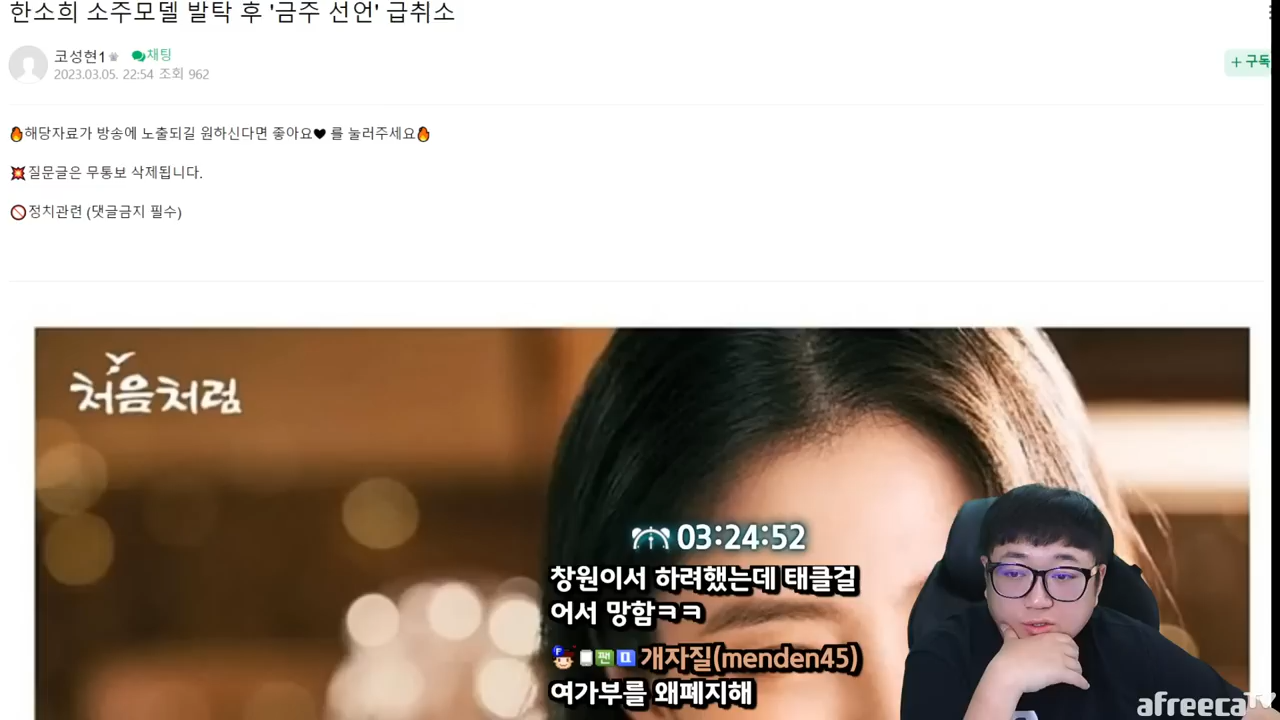 한소희 소주모델 발탁 후 '금주 선언' 급취소
코성현1 채팅
2023.03.05. 22:54 조회 962
+ 구독
🔥해당자료가 방송에 노출되길 원하신다면 좋아요🖤 를 눌러주세요🔥
💥질문글은 무통보 삭제됩니다.
🚫정치관련 (댓글금지 필수)
처음처럼
03:24:52
창원이서 하려했는데 태클걸
어서 망함ㅋㅋ
F 팬 개자질(menden45)
여가부를 왜폐지해
afreecaTV